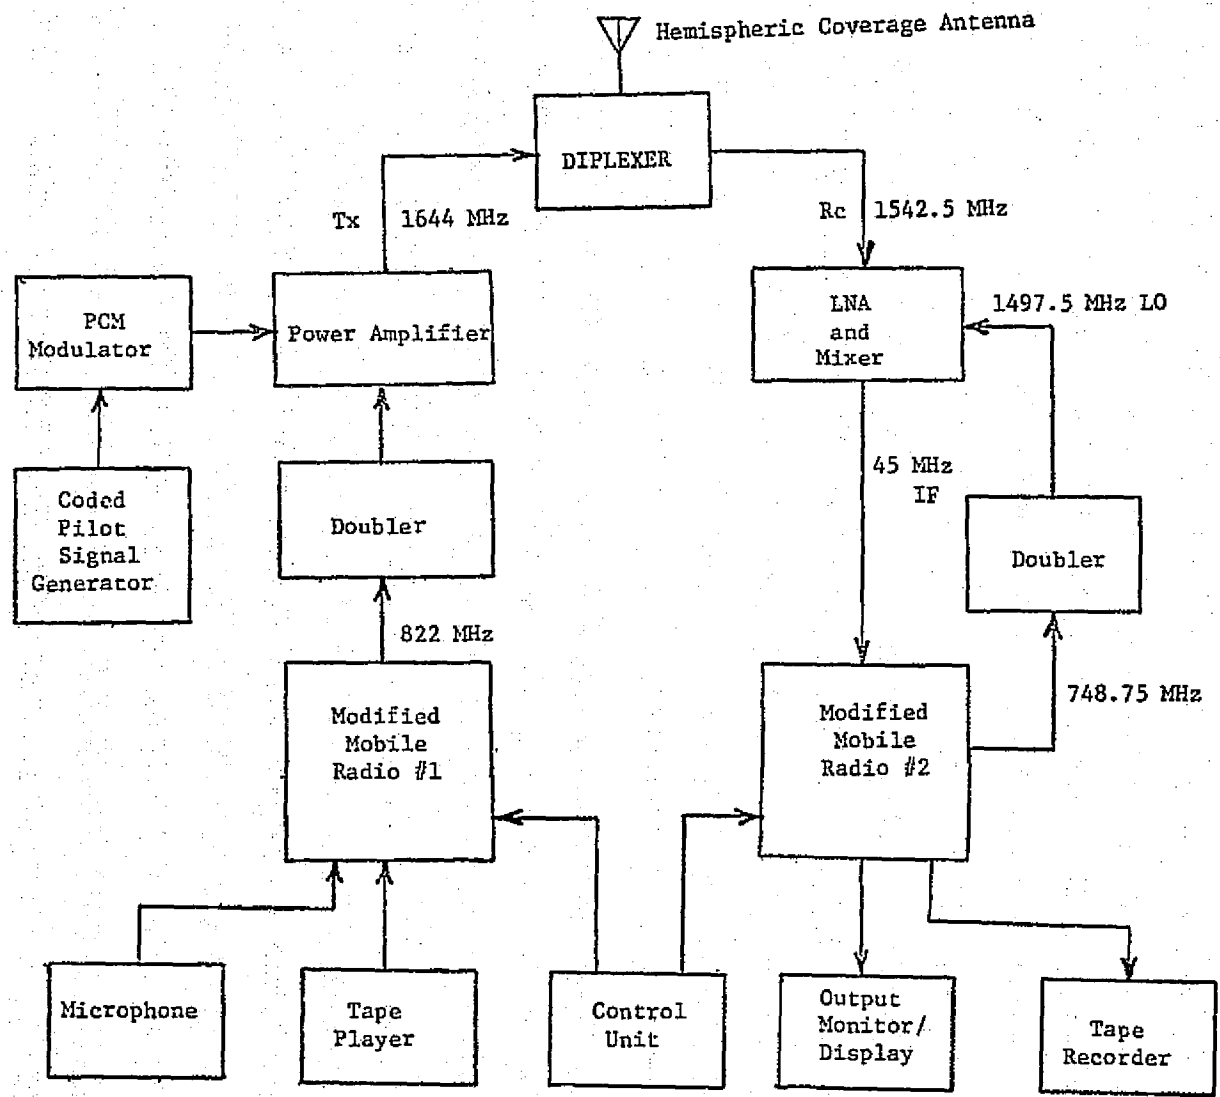 Hemispheric Coverage Antenna
DIPLEXER
Tx
1644 MHz
Rc
1542.5 MHz
PCM
Modulator
Power Amplifier
LNA
and
Mixer
1497.5 MHz LO
45 MHz
IF
Coded
Pilot
Signal
Generator
Doubler
Doubler
822 MHz
748.75 MHz
Modified
Mobile
Radio #1
Modified
Mobile
Radio #2
Microphone
Tape
Player
Control
Unit
Output
Monitor/
Display
Tape
Recorder